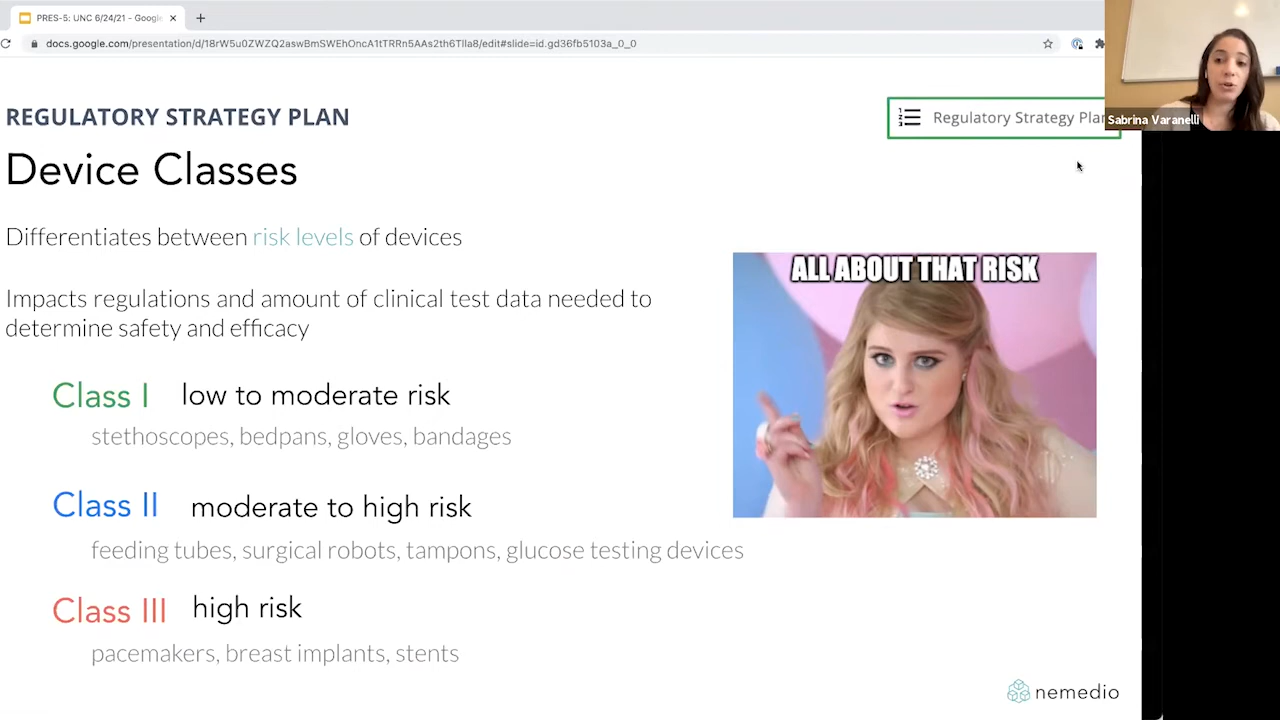 PRES-5: UNC 6/24/21 - Google
docs.google.com/presentation/d/18rW5u0ZWZQ2aswBmSWEhOncA1tTRRn5AAs2th6TIla8/edit#slide=id.gd36fb5103a_0_0
Sabrina Varanelli
REGULATORY STRATEGY PLAN
Regulatory Strategy Plan
Device Classes
Differentiates between risk levels of devices
ALL ABOUT THAT RISK
Impacts regulations and amount of clinical test data needed to
determine safety and efficacy
Class I low to moderate risk
stethoscopes, bedpans, gloves, bandages
Class II moderate to high risk
feeding tubes, surgical robots, tampons, glucose testing devices
Class III high risk
pacemakers, breast implants, stents
nemedio